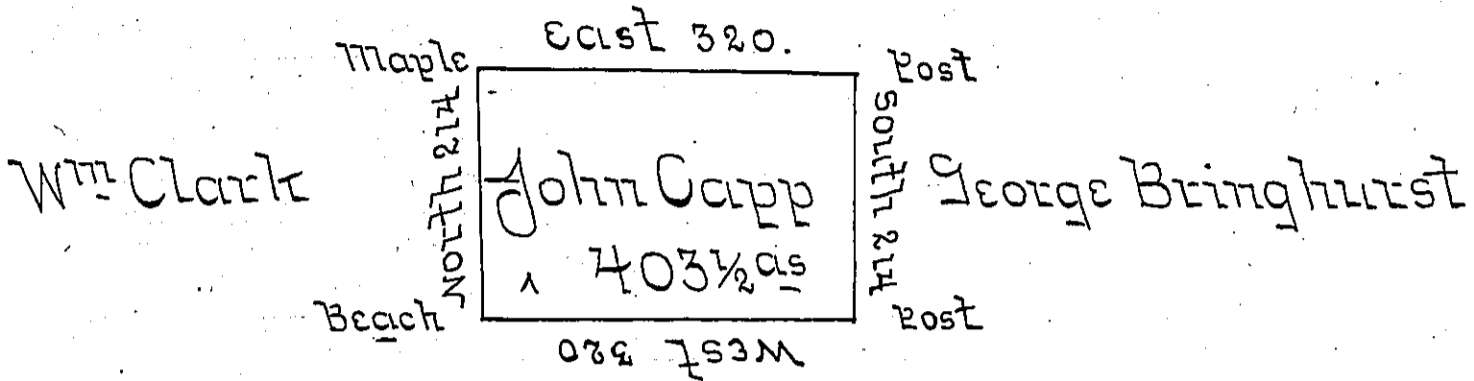 East 320.
Maple
Post
North 214
South 214
Wm Clark
John Capp
George Bringhurst
403½ as
Beach
Post
West 320